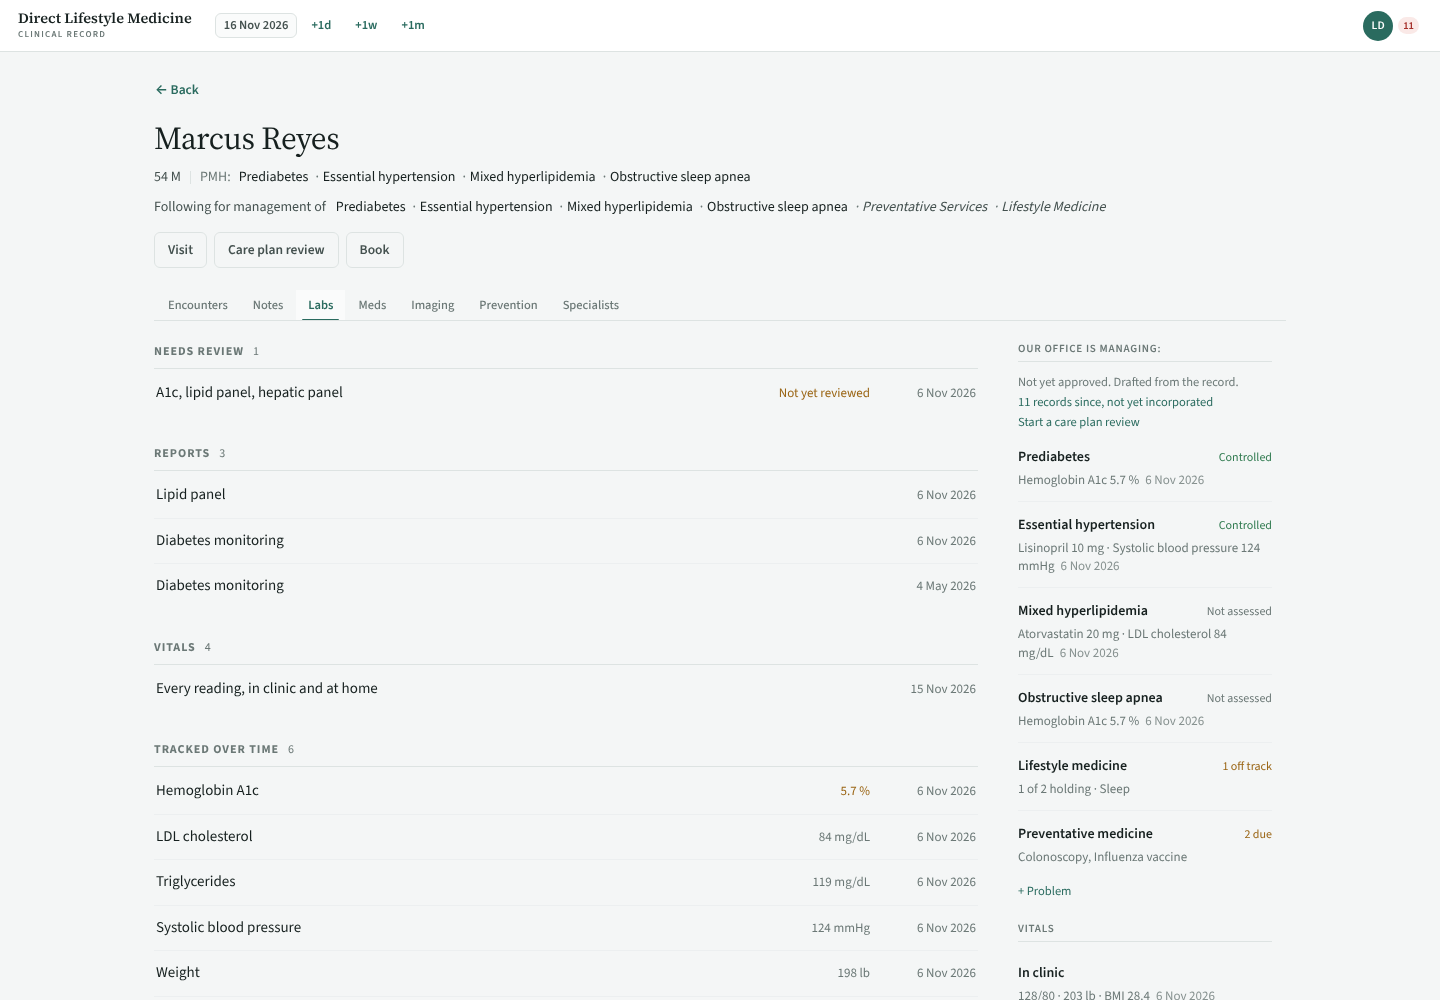 Direct Lifestyle Medicine
CLINICAL RECORD
16 Nov 2026
+1d
+1w
+1m
LD
11
← Back
Marcus Reyes
54 M | PMH: Prediabetes · Essential hypertension · Mixed hyperlipidemia · Obstructive sleep apnea
Following for management of Prediabetes · Essential hypertension · Mixed hyperlipidemia · Obstructive sleep apnea · Preventative Services · Lifestyle Medicine
Visit
Care plan review
Book
Encounters
Notes
Labs
Meds
Imaging
Prevention
Specialists
NEEDS REVIEW 1
A1c, lipid panel, hepatic panel Not yet reviewed 6 Nov 2026
REPORTS 3
Lipid panel 6 Nov 2026
Diabetes monitoring 6 Nov 2026
Diabetes monitoring 4 May 2026
VITALS 4
Every reading, in clinic and at home 15 Nov 2026
TRACKED OVER TIME 6
Hemoglobin A1c 5.7 % 6 Nov 2026
LDL cholesterol 84 mg/dL 6 Nov 2026
Triglycerides 119 mg/dL 6 Nov 2026
Systolic blood pressure 124 mmHg 6 Nov 2026
Weight 198 lb 6 Nov 2026
OUR OFFICE IS MANAGING:
Not yet approved. Drafted from the record.
11 records since, not yet incorporated
Start a care plan review
Prediabetes Controlled
Hemoglobin A1c 5.7 % 6 Nov 2026
Essential hypertension Controlled
Lisinopril 10 mg · Systolic blood pressure 124
mmHg 6 Nov 2026
Mixed hyperlipidemia Not assessed
Atorvastatin 20 mg · LDL cholesterol 84
mg/dL 6 Nov 2026
Obstructive sleep apnea Not assessed
Hemoglobin A1c 5.7 % 6 Nov 2026
Lifestyle medicine 1 off track
1 of 2 holding · Sleep
Preventative medicine 2 due
Colonoscopy, Influenza vaccine
+ Problem
VITALS
In clinic
128/80 · 203 lb · BMI 28.4 6 Nov 2026